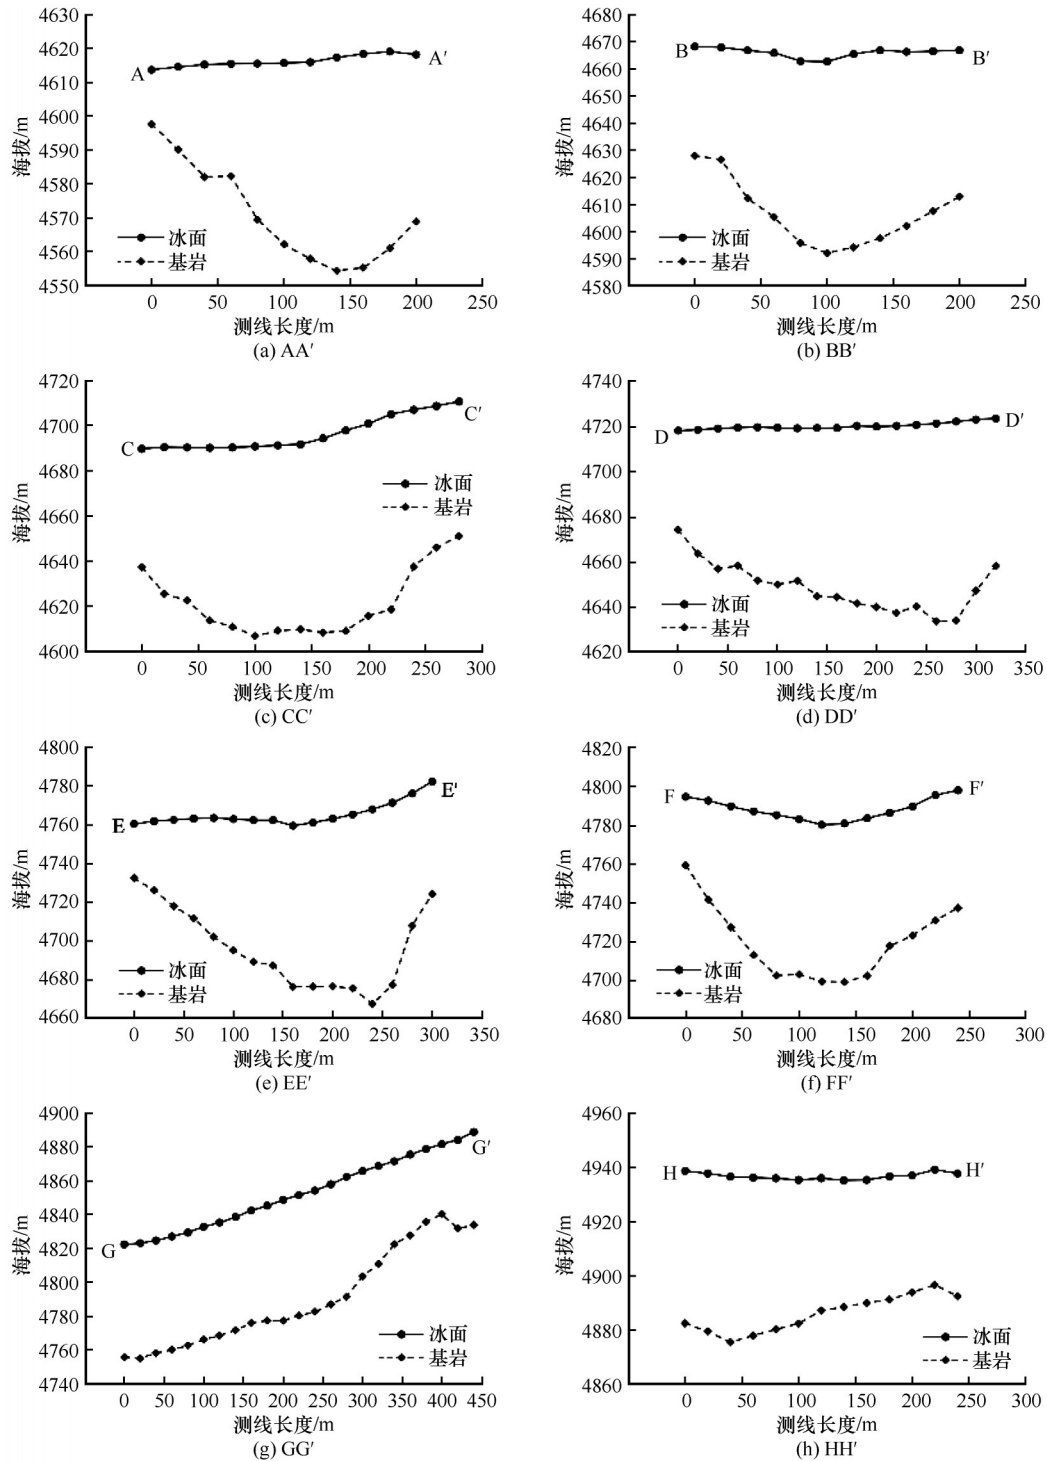 4630
4620
4610
4600
4590
4580
4570
4560
4550
海拔/m
A
A′
冰面
基岩
0 50 100 150 200 250
测线长度/m
(a) AA′
4680
4670
4660
4650
4640
4630
4620
4610
4600
4590
4580
海拔/m
B
B′
冰面
基岩
0 50 100 150 200 250
测线长度/m
(b) BB′
4720
4700
4680
4660
4640
4620
4600
海拔/m
C
C′
冰面
基岩
0 50 100 150 200 250 300
测线长度/m
(c) CC′
4740
4720
4700
4680
4660
4640
4620
海拔/m
D
D′
冰面
基岩
0 50 100 150 200 250 300 350
测线长度/m
(d) DD′
4800
4780
4760
4740
4720
4700
4680
4660
海拔/m
E
E′
冰面
基岩
0 50 100 150 200 250 300 350
测线长度/m
(e) EE′
4820
4800
4780
4760
4740
4720
4700
4680
海拔/m
F
F′
冰面
基岩
0 50 100 150 200 250 300
测线长度/m
(f) FF′
4900
4880
4860
4840
4820
4800
4780
4760
4740
海拔/m
G
G′
冰面
基岩
0 50 100 150 200 250 300 350 400 450
测线长度/m
(g) GG′
4960
4940
4920
4900
4880
4860
海拔/m
H
H′
冰面
基岩
0 50 100 150 200 250 300
测线长度/m
(h) HH′